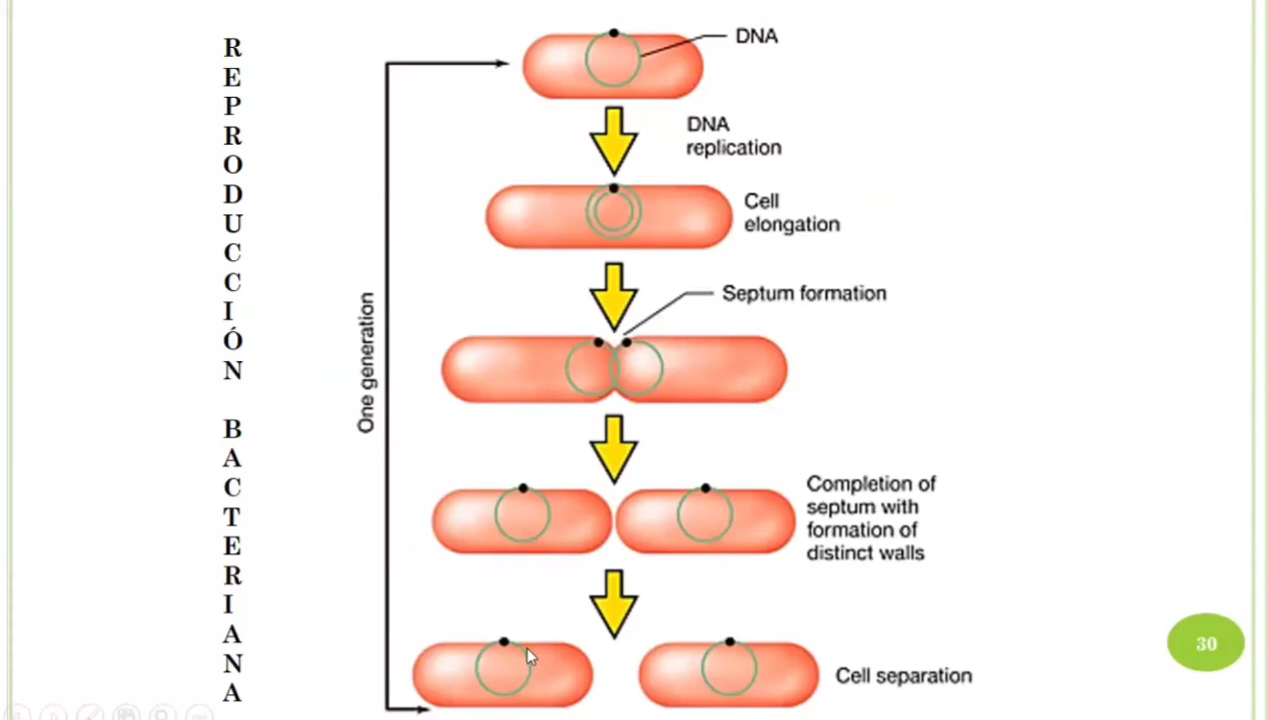 REPRODUCCIÓN BACTERIANA
DNA
DNA
replication
Cell
elongation
Septum formation
One generation
Completion of
septum with
formation of
distinct walls
Cell separation
30